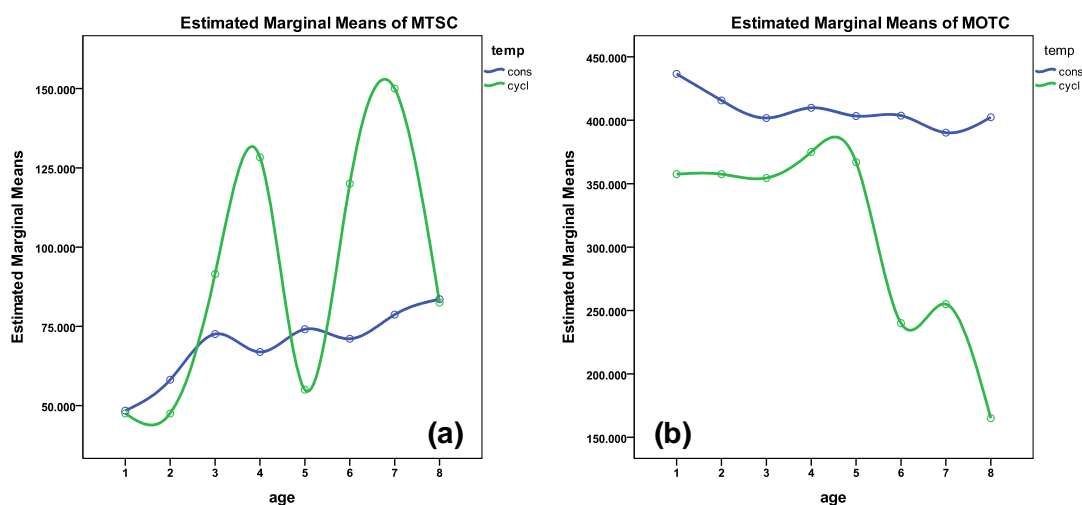 Estimated Marginal Means of MTSC
Estimated Marginal Means
150.000
125.000
100.000
75.000
50.000
1 2 3 4 5 6 7 8
age
temp
cons
cycl
(a)
Estimated Marginal Means of MOTC
Estimated Marginal Means
450.000
400.000
350.000
300.000
250.000
200.000
150.000
1 2 3 4 5 6 7 8
age
temp
cons
cycl
(b)